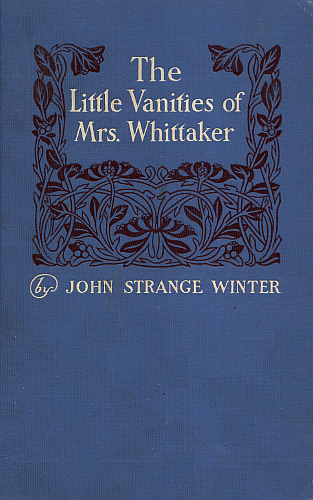 The
Little Vanities of
Mrs. Whittaker
by JOHN STRANGE WINTER